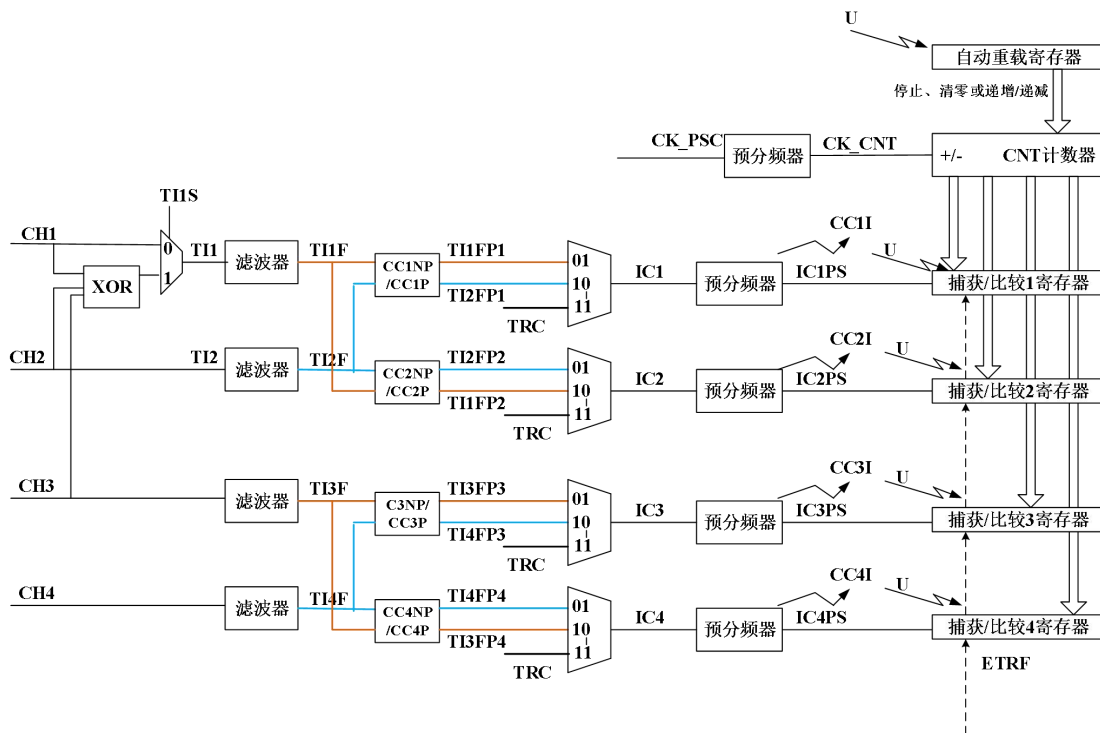 U
自动重载寄存器
停止、清零或递增/递减
CK_PSC
预分频器
CK_CNT
+/-
CNT计数器
TI1S
CH1
0
1
TI1
XOR
滤波器
TI1F
CC1NP
/CC1P
TI1FP1
TI2FP1
TRC
01
10
11
IC1
预分频器
CC1I
IC1PS
U
捕获/比较1寄存器
CH2
TI2
滤波器
TI2F
CC2NP
/CC2P
TI2FP2
TI1FP2
TRC
01
10
11
IC2
预分频器
CC2I
IC2PS
U
捕获/比较2寄存器
CH3
滤波器
TI3F
C3NP/
CC3P
TI3FP3
TI4FP3
TRC
01
10
11
IC3
预分频器
CC3I
IC3PS
U
捕获/比较3寄存器
CH4
滤波器
TI4F
CC4NP
/CC4P
TI4FP4
TI3FP4
TRC
01
10
11
IC4
预分频器
CC4I
IC4PS
U
捕获/比较4寄存器
ETRF